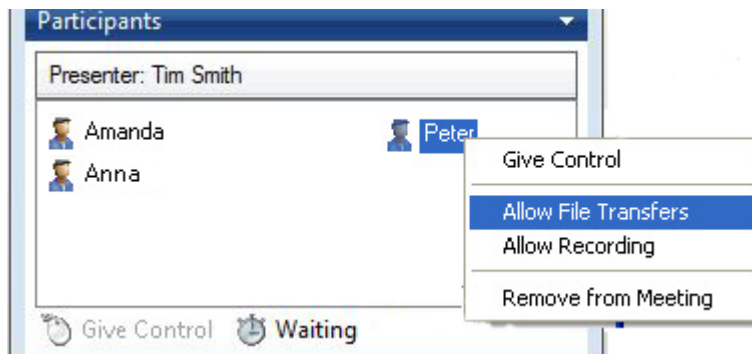 Participants
Presenter: Tim Smith
Amanda
Peter
Anna
Give Control
Allow File Transfers
Allow Recording
Remove from Meeting
Give Control
Waiting